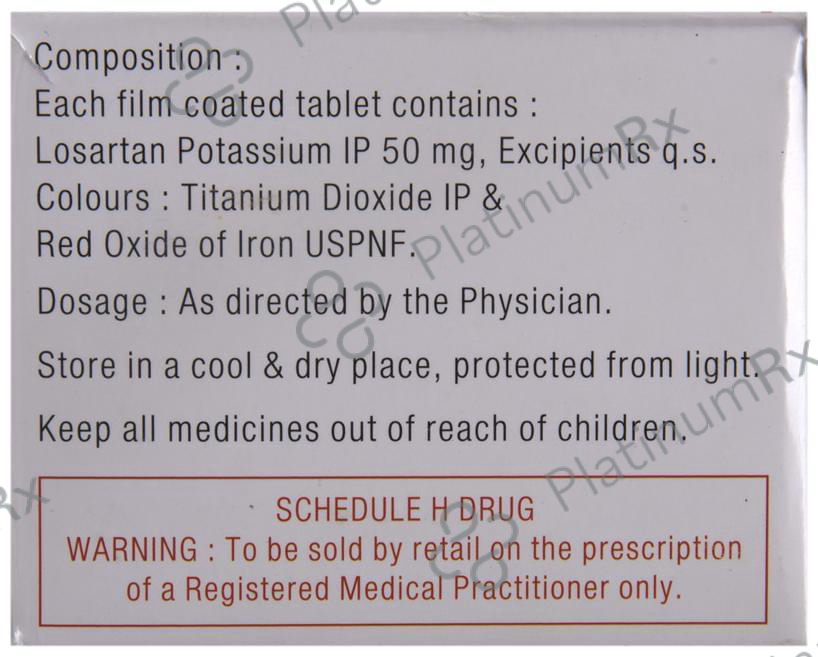 Composition :
Each film coated tablet contains :
Losartan Potassium IP 50 mg, Excipients q.s.
Colours : Titanium Dioxide IP &
Red Oxide of Iron USPNF.
Dosage : As directed by the Physician.
Store in a cool & dry place, protected from light.
Keep all medicines out of reach of children.
SCHEDULE H DRUG
WARNING : To be sold by retail on the prescription
of a Registered Medical Practitioner only.
PlatinumRx
PlatinumRx